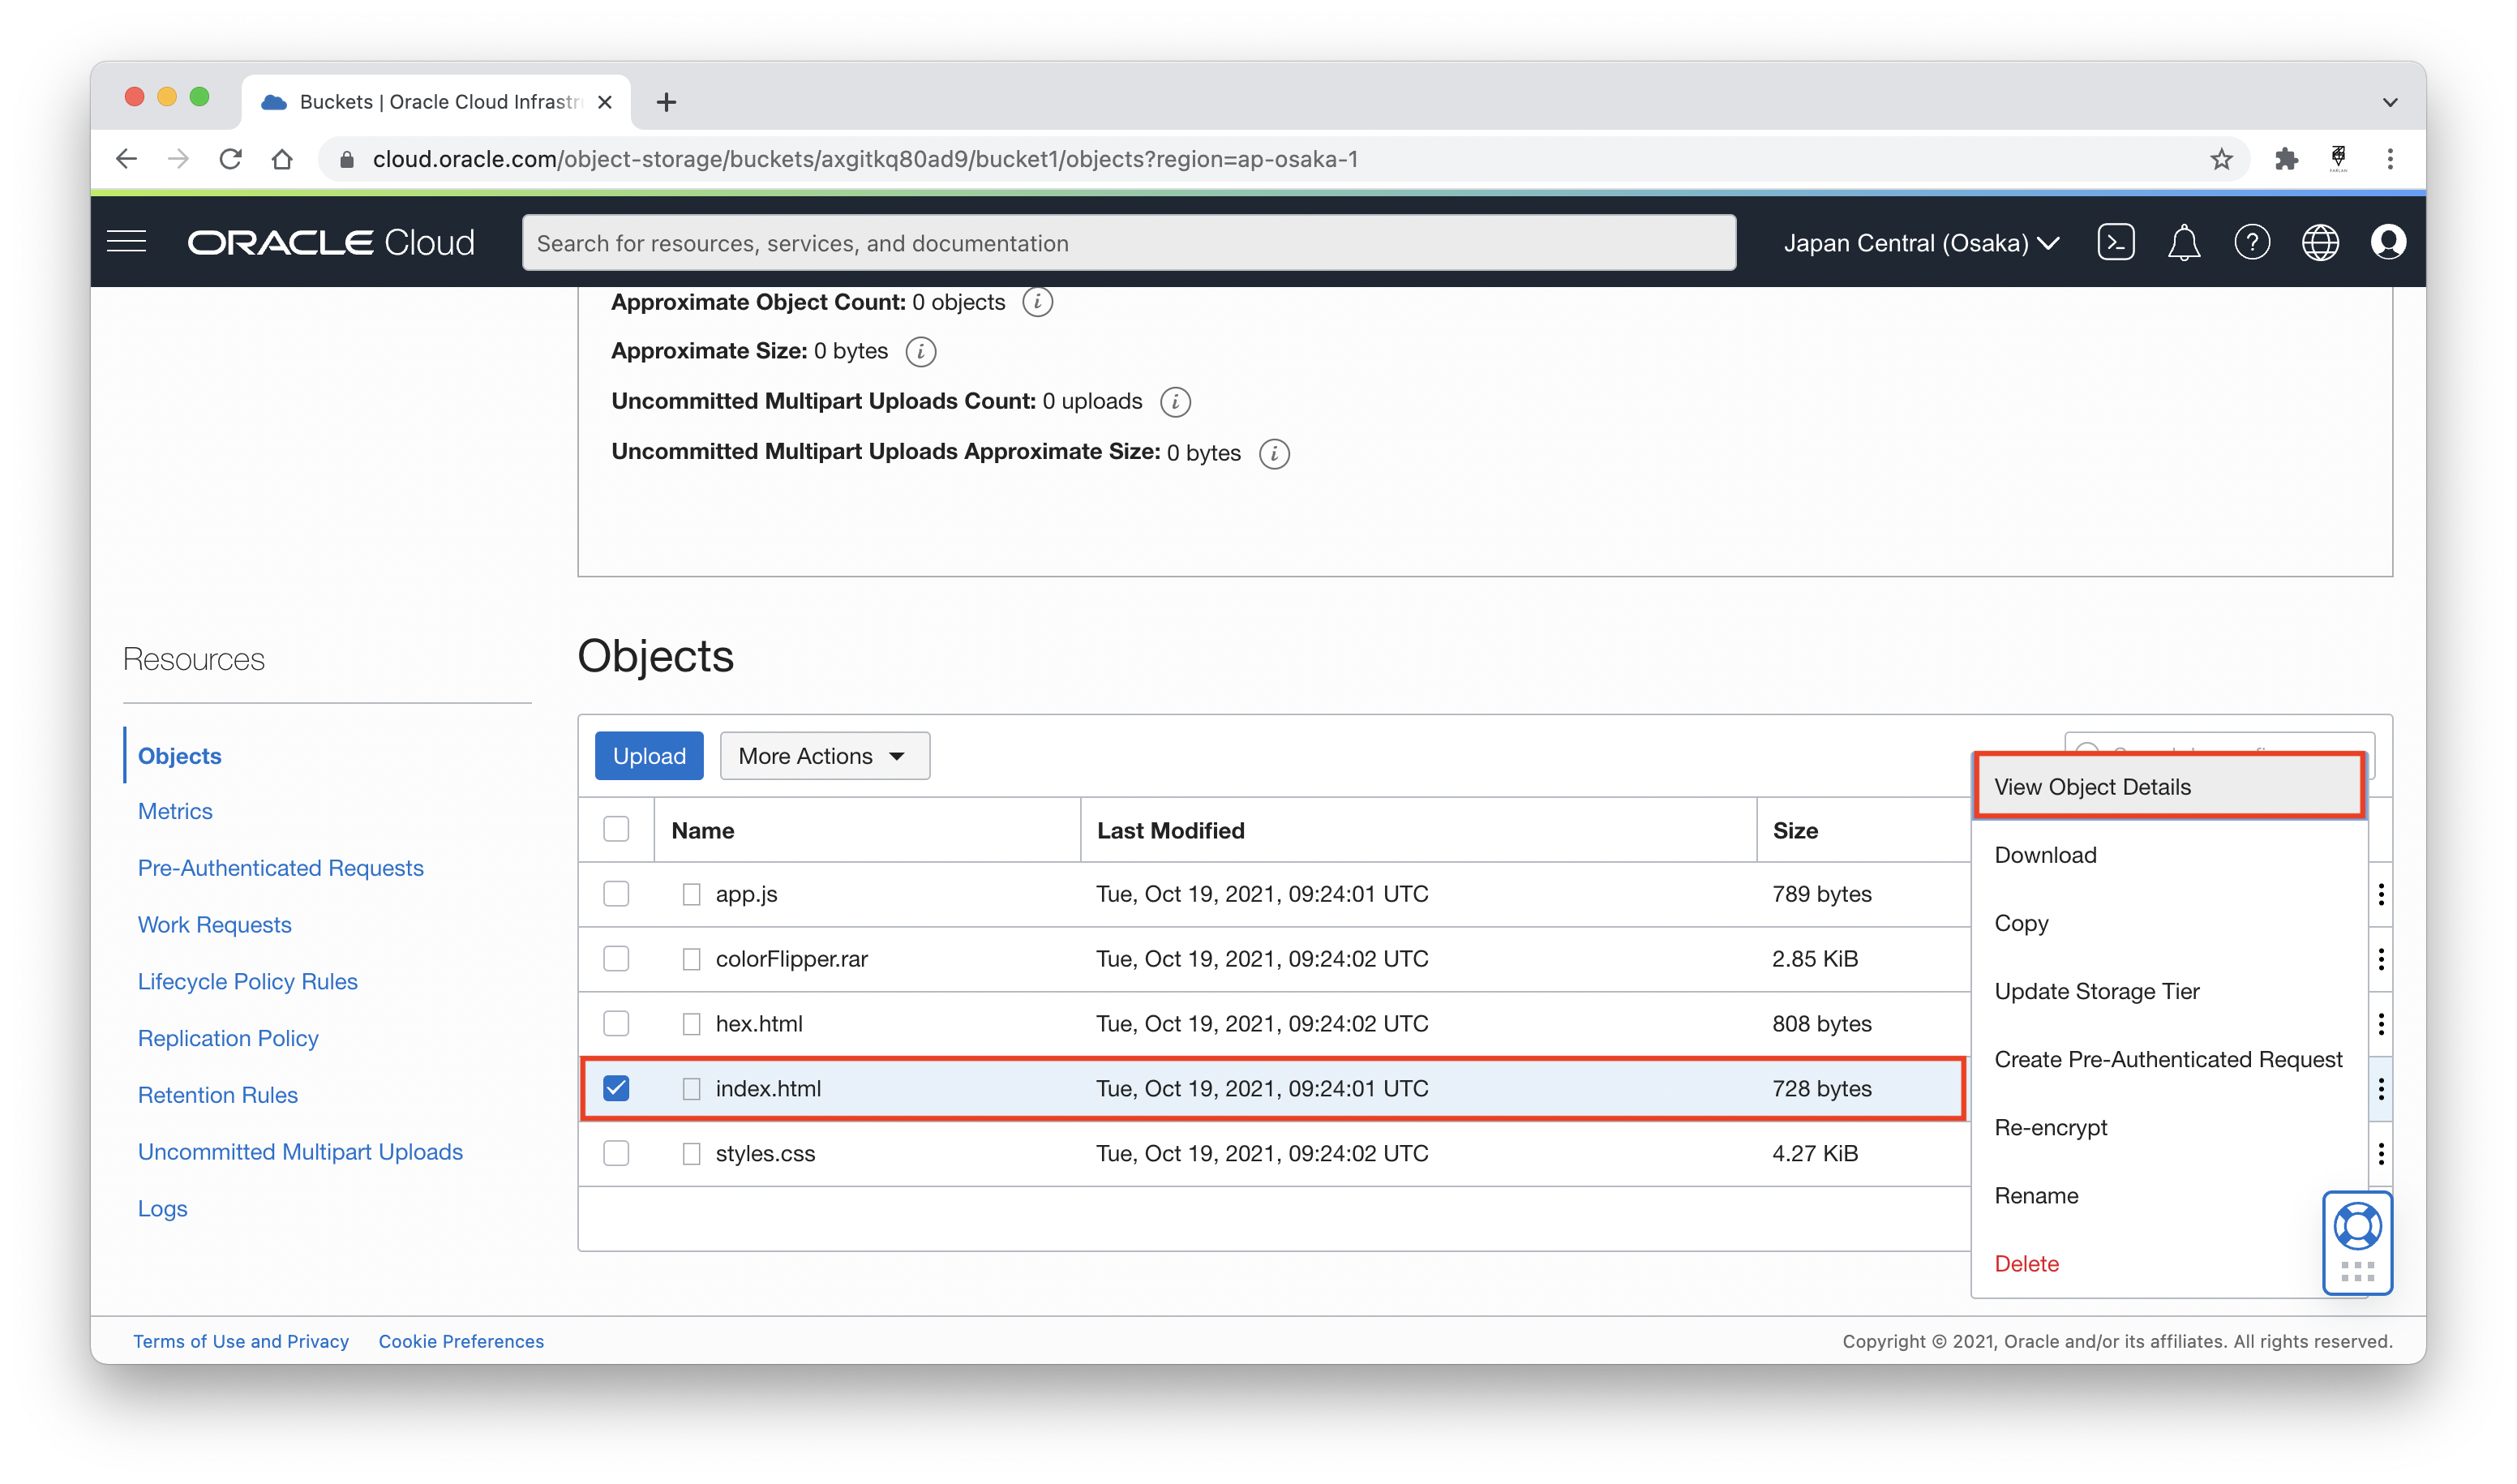 Buckets | Oracle Cloud Infrastr
cloud.oracle.com/object-storage/buckets/axgitkq80ad9/bucket1/objects?region=ap-osaka-1
ORACLE Cloud
Search for resources, services, and documentation
Japan Central (Osaka)
Approximate Object Count: 0 objects
Approximate Size: 0 bytes
Uncommitted Multipart Uploads Count: 0 uploads
Uncommitted Multipart Uploads Approximate Size: 0 bytes
Resources
Objects
Metrics
Pre-Authenticated Requests
Work Requests
Lifecycle Policy Rules
Replication Policy
Retention Rules
Uncommitted Multipart Uploads
Logs
Objects
Upload
More Actions
Name Last Modified Size
app.js Tue, Oct 19, 2021, 09:24:01 UTC 789 bytes
colorFlipper.rar Tue, Oct 19, 2021, 09:24:02 UTC 2.85 KiB
hex.html Tue, Oct 19, 2021, 09:24:02 UTC 808 bytes
index.html Tue, Oct 19, 2021, 09:24:01 UTC 728 bytes
styles.css Tue, Oct 19, 2021, 09:24:02 UTC 4.27 KiB
View Object Details
Download
Copy
Update Storage Tier
Create Pre-Authenticated Request
Re-encrypt
Rename
Delete
Terms of Use and Privacy Cookie Preferences
Copyright © 2021, Oracle and/or its affiliates. All rights reserved.